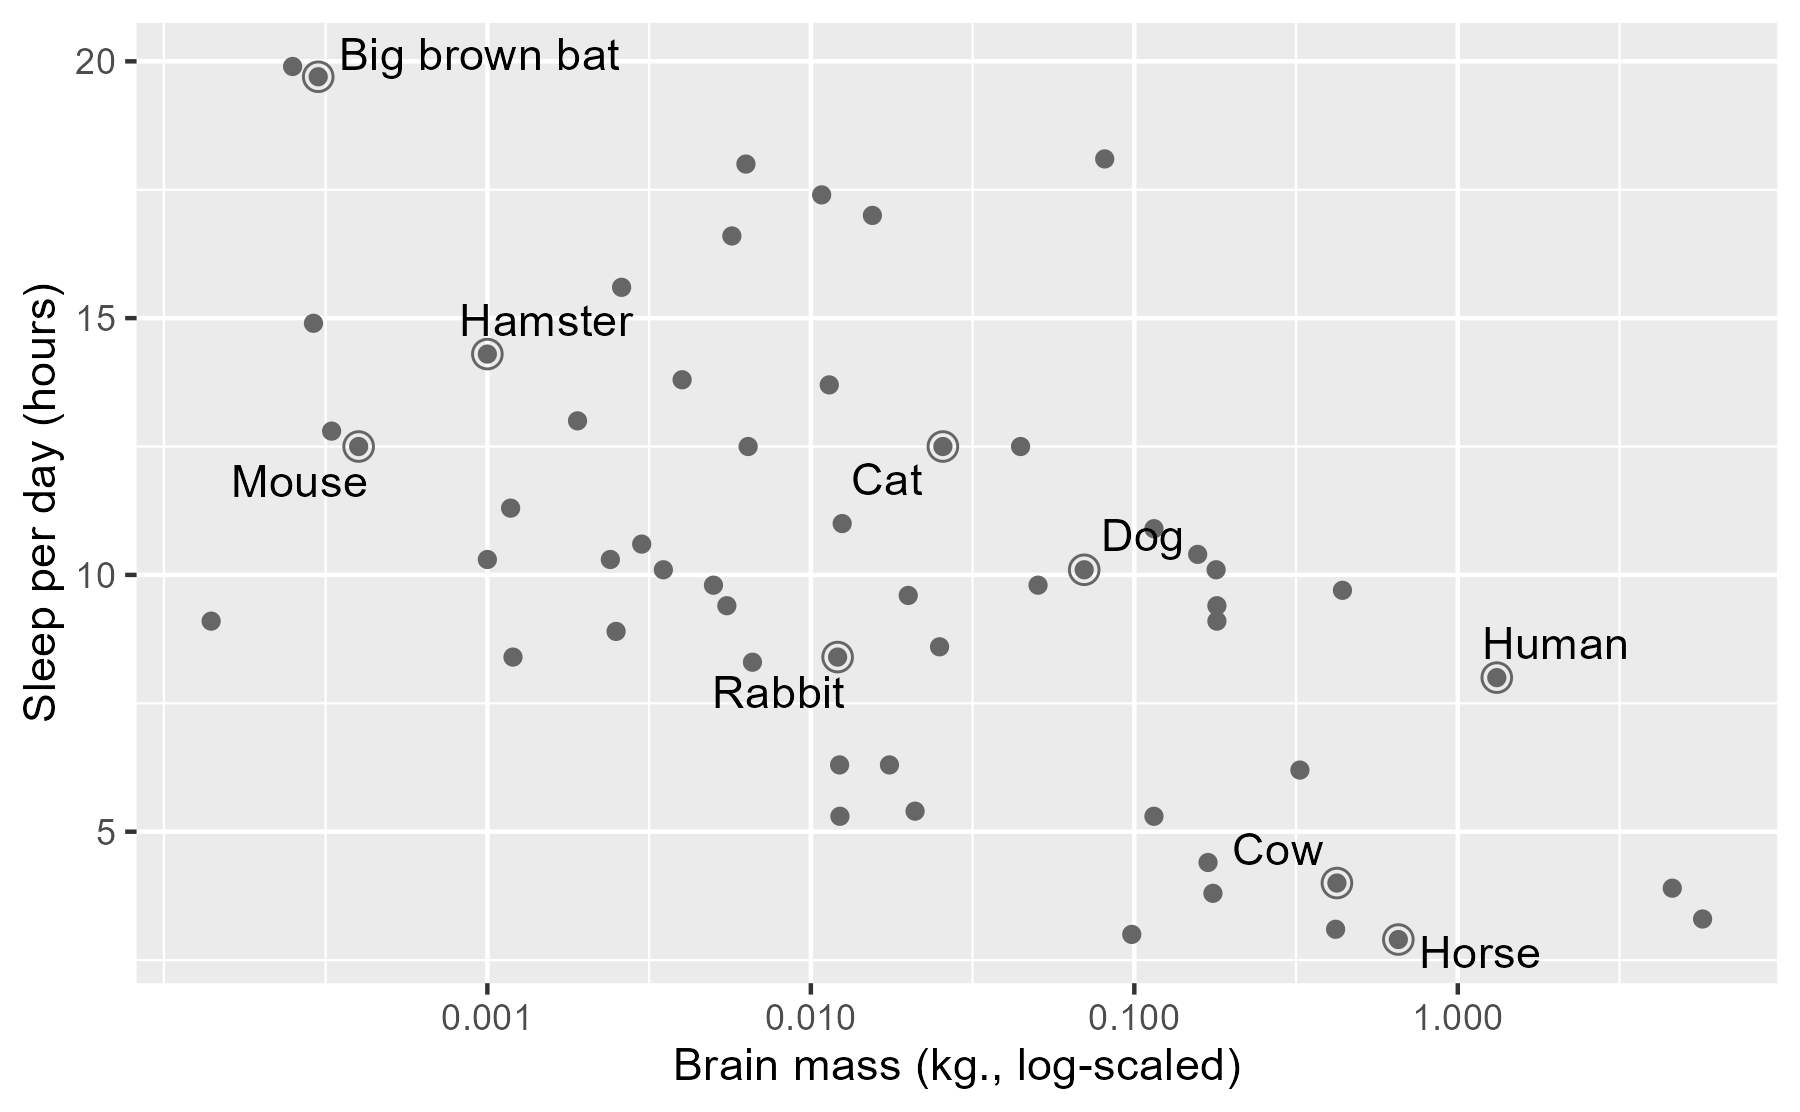 20
Big brown bat
15
Hamster
Mouse
Cat
Dog
10
Human
Rabbit
5
Cow
Horse
0.001
0.010
0.100
1.000
Brain mass (kg., log-scaled)
Sleep per day (hours)